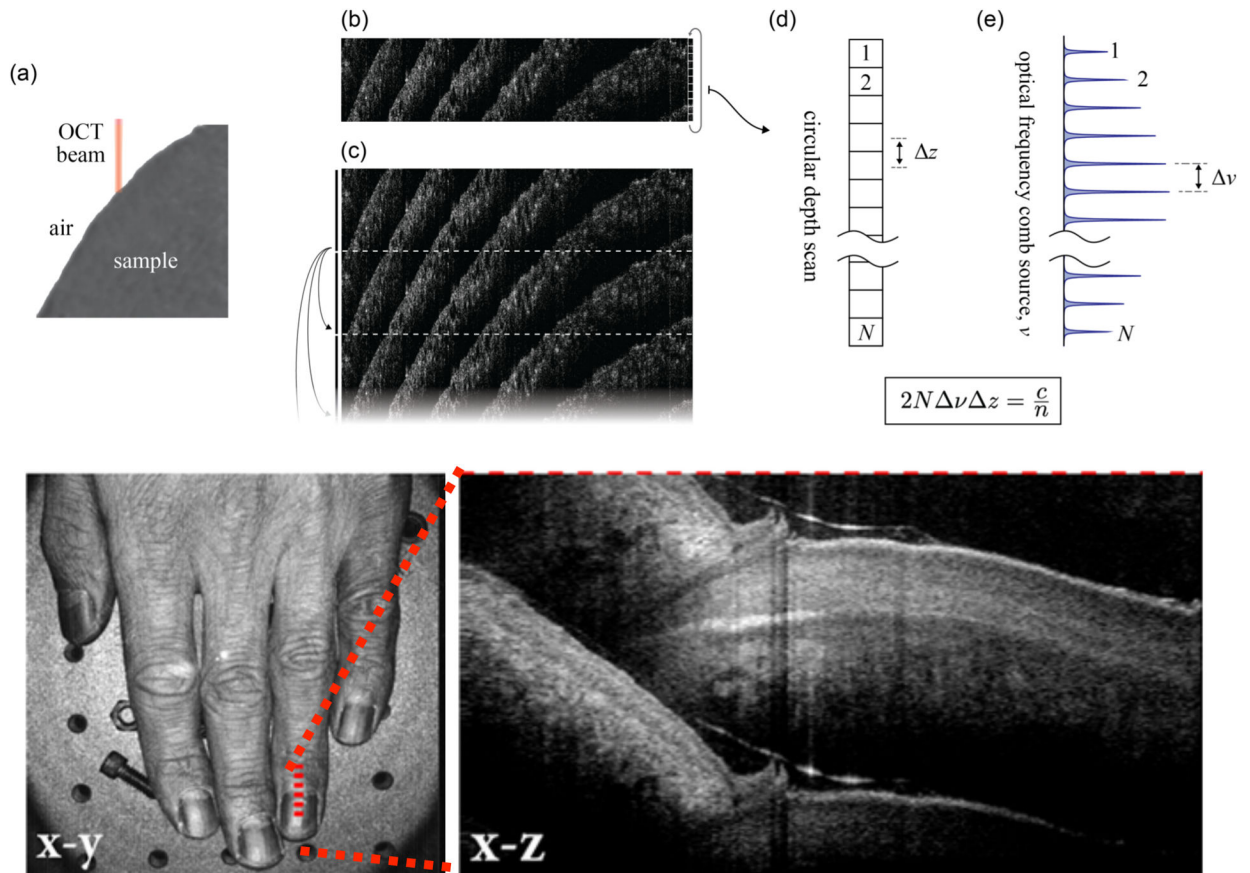 (a)
OCT
beam
air
sample
(b)
(c)
(d)
1
2
Δz
N
circular depth scan
(e)
1
2
Δν
N
optical frequency comb source, ν
2NΔνΔz = c/n
x-y
x-z